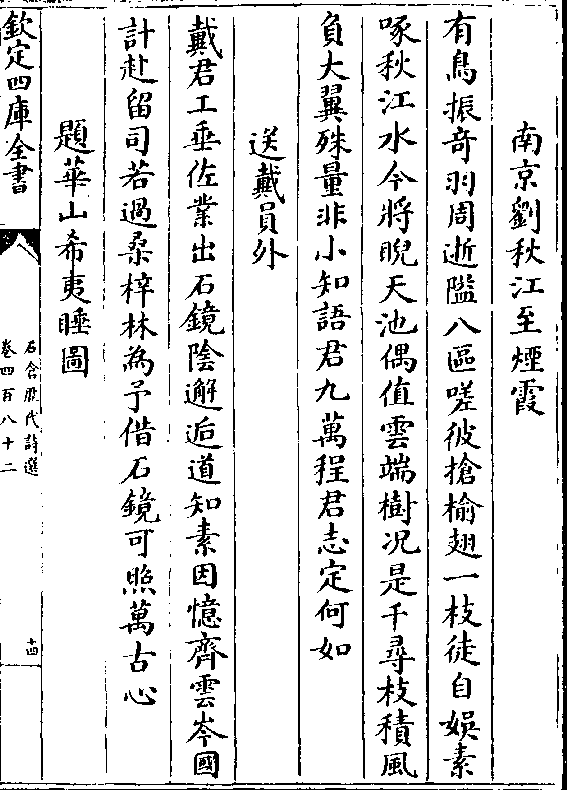 南京劉秋江至煙霞
有鳥振奇羽周逝隘八區嗟彼搶榆翅一枝徒自娛素
啄秋江水今將睨天池偶值雲端樹况是千尋枝積風
負大翼殊量非小知語君九萬程君志定何如
送戴員外
戴君工垂佐業出石鏡陰邂逅道知素因憶齊雲岑國
計赴留司若過桑梓林為予借石鏡可照萬古心
題華山希夷睡圖
欽定四庫全書
石倉歷代詩選
卷四百八十二
十四